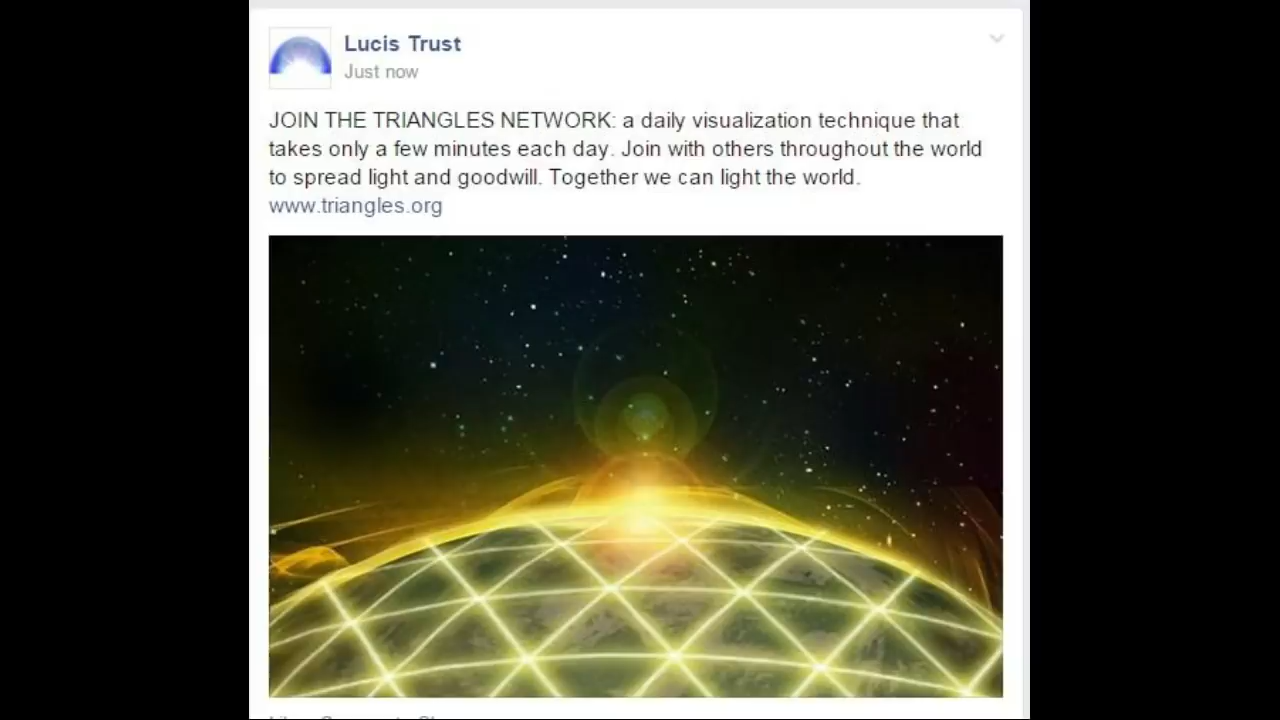 Lucis Trust
Just now
JOIN THE TRIANGLES NETWORK: a daily visualization technique that
takes only a few minutes each day. Join with others throughout the world
to spread light and goodwill. Together we can light the world.
www.triangles.org